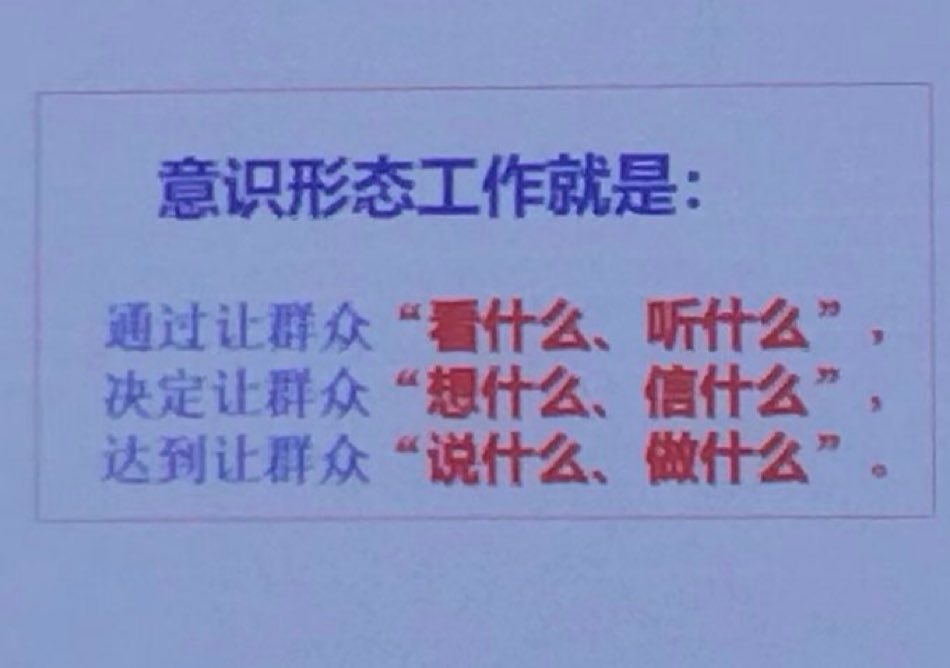 意识形态工作就是：
通过让群众“看什么、听什么”，
决定让群众“想什么、信什么”，
达到让群众“说什么、做什么”。